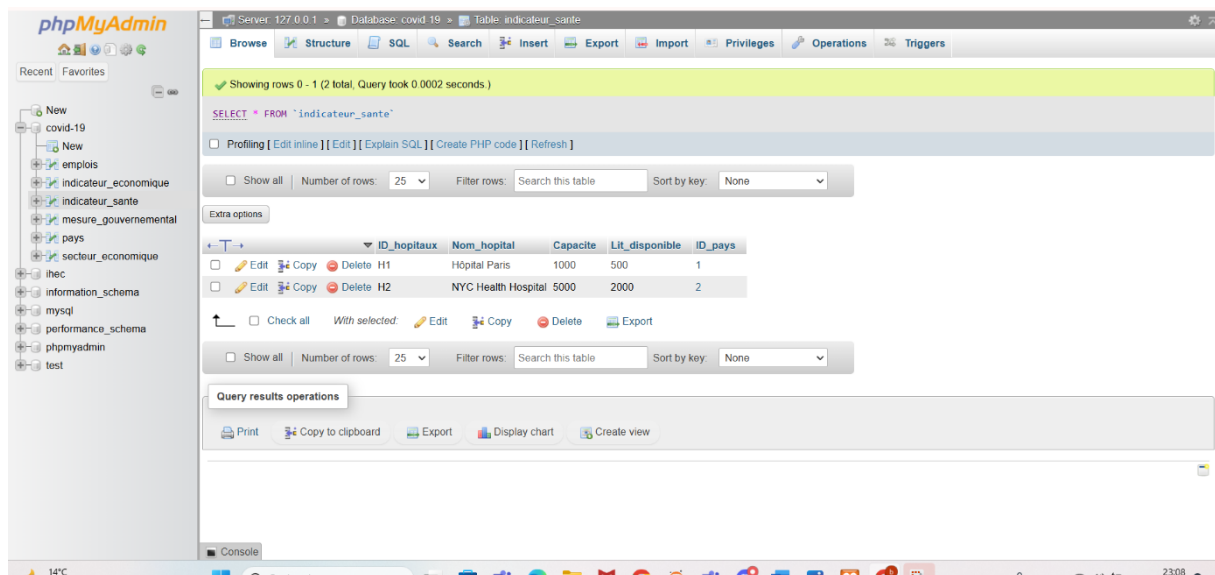 phpMyAdmin
Recent Favorites
New
covid-19
New
emplois
indicateur_economique
indicateur_sante
mesure_gouvernemental
pays
secteur_economique
ihec
information_schema
mysql
performance_schema
phpmyadmin
test
Server: 127.0.0.1 » Database: covid-19 » Table: indicateur_sante
Browse Structure SQL Search Insert Export Import Privileges Operations Triggers
Showing rows 0 - 1 (2 total, Query took 0.0002 seconds.)
SELECT * FROM `indicateur_sante`
Profiling [ Edit inline ] [ Edit ] [ Explain SQL ] [ Create PHP code ] [ Refresh ]
Show all | Number of rows: 25 Filter rows: Search this table Sort by key: None
Extra options
ID_hopitaux Nom_hopital Capacite Lit_disponible ID_pays
Edit Copy Delete H1 Hôpital Paris 1000 500 1
Edit Copy Delete H2 NYC Health Hospital 5000 2000 2
Check all With selected: Edit Copy Delete Export
Show all | Number of rows: 25 Filter rows: Search this table Sort by key: None
Query results operations
Print Copy to clipboard Export Display chart Create view
Console
14°C
23:08